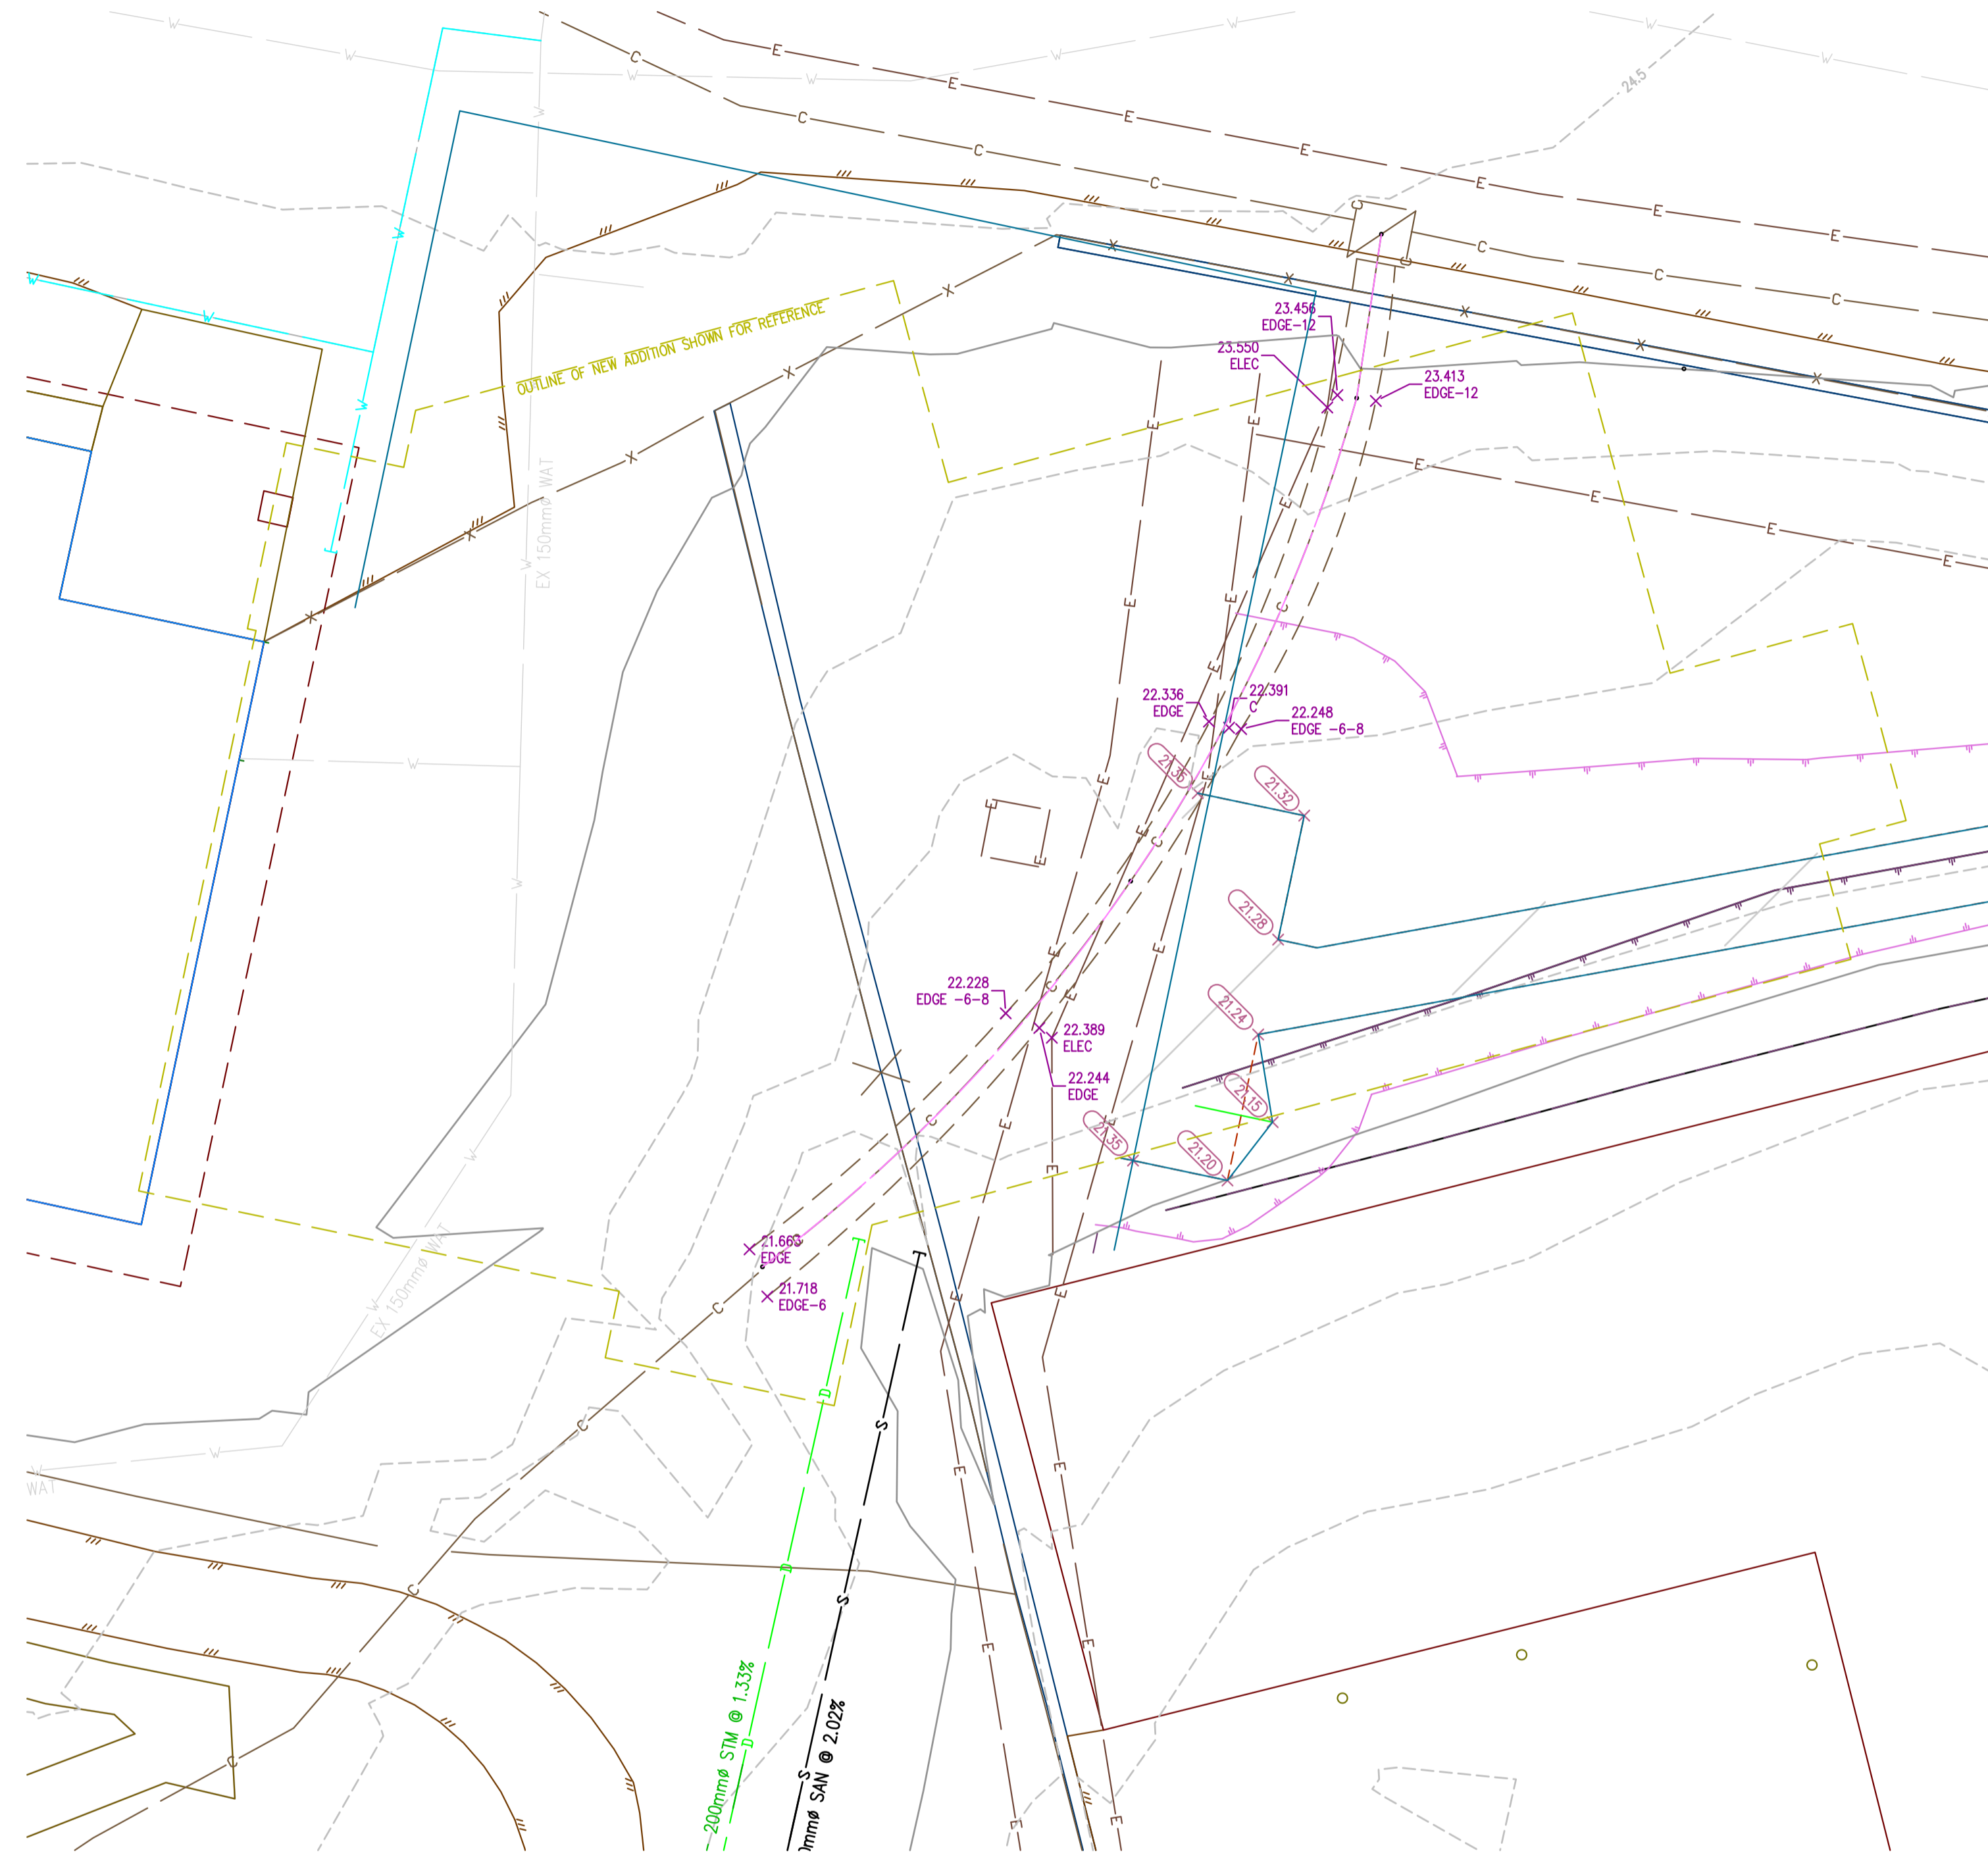 24.5
OUTLINE OF NEW ADDITION SHOWN FOR REFERENCE
23.456
EDGE-12
23.550
ELEC
23.413
EDGE-12
EX 150mmø WAT
22.336
EDGE
22.391
C
22.248
EDGE -6-8
21.36
21.32
21.28
22.228
EDGE -6-8
21.24
22.389
ELEC
22.244
EDGE
21.15
21.35
21.20
EDGE
21.718
EDGE-6
EX 150mmø WAT
WAT
200mmø STM @ 1.33%
0mmø SAN @ 2.02%